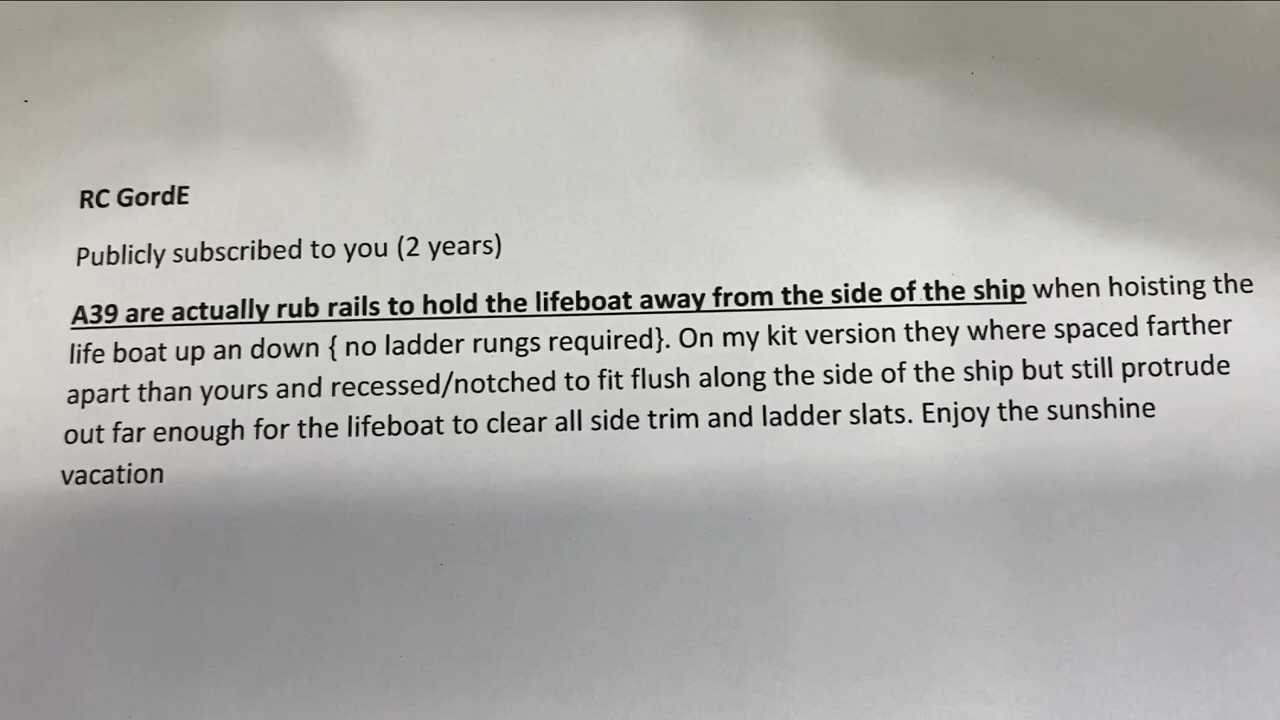 RC GordE
Publicly subscribed to you (2 years)
A39 are actually rub rails to hold the lifeboat away from the side of the ship when hoisting the
life boat up an down { no ladder rungs required}. On my kit version they where spaced farther
apart than yours and recessed/notched to fit flush along the side of the ship but still protrude
out far enough for the lifeboat to clear all side trim and ladder slats. Enjoy the sunshine
vacation